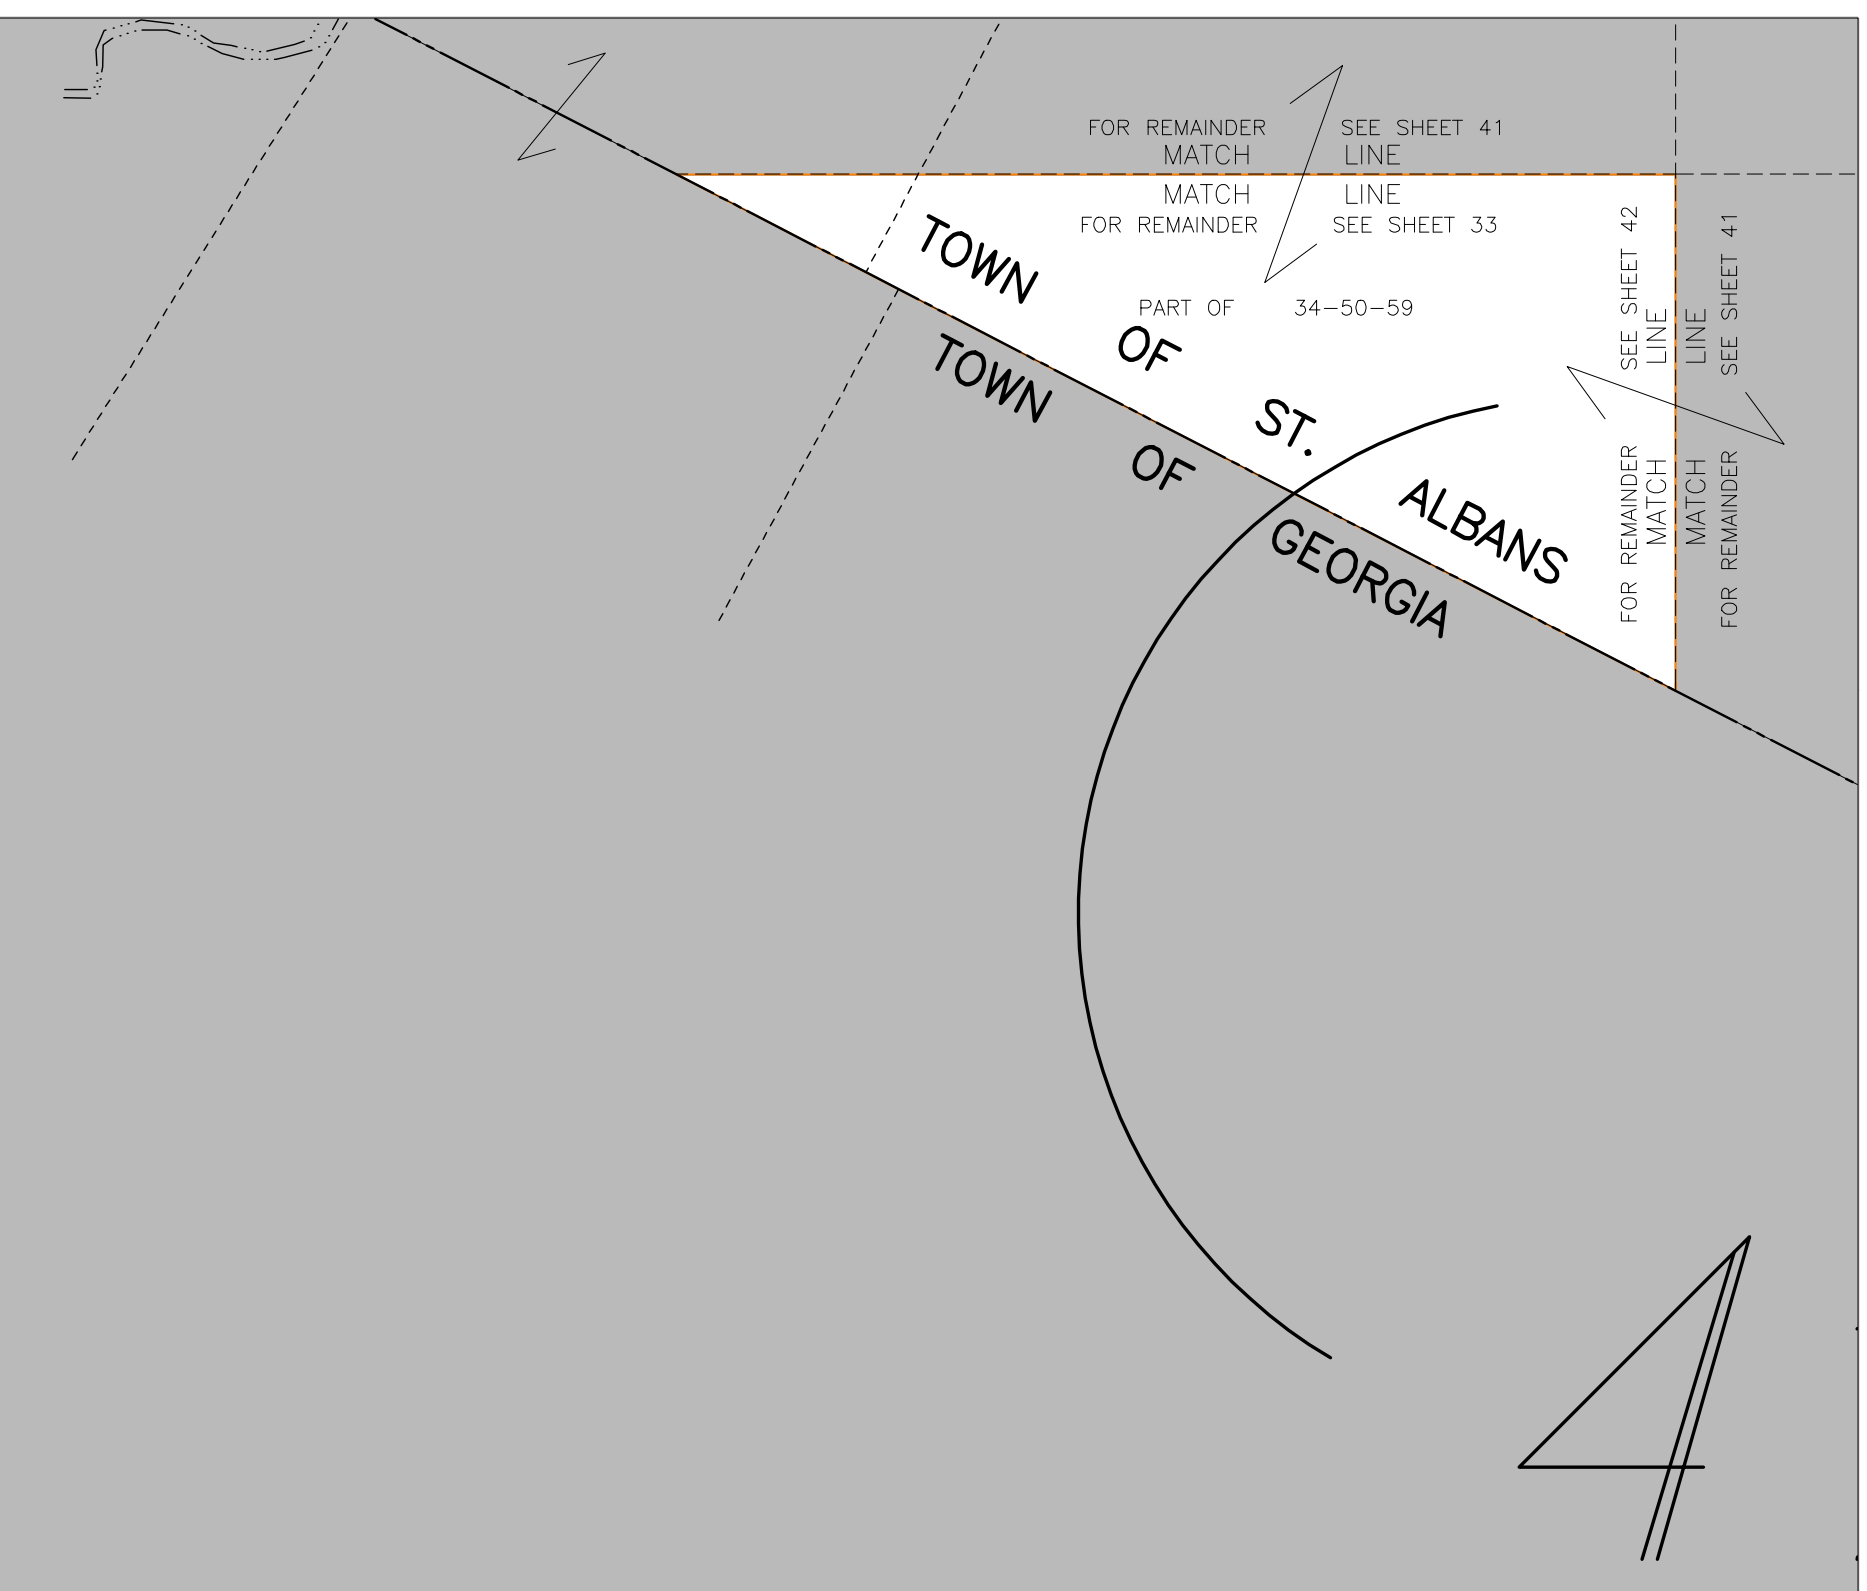 FOR REMAINDER SEE SHEET 41
MATCH LINE
MATCH LINE
FOR REMAINDER SEE SHEET 33
PART OF 34-50-59
TOWN OF ST. ALBANS
TOWN OF GEORGIA
FOR REMAINDER SEE SHEET 42
MATCH LINE
MATCH LINE
FOR REMAINDER SEE SHEET 41
4